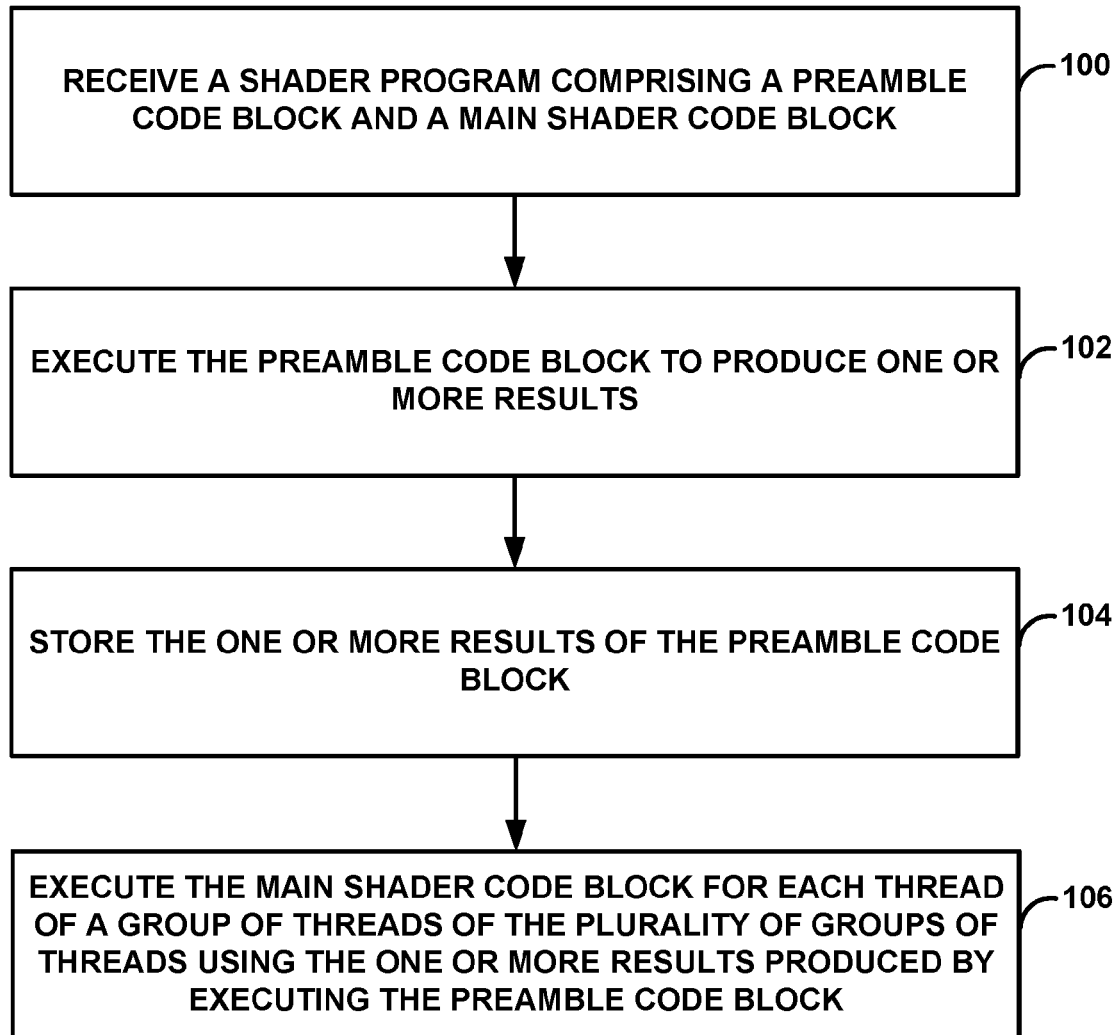 RECEIVE A SHADER PROGRAM COMPRISING A PREAMBLE
CODE BLOCK AND A MAIN SHADER CODE BLOCK
100
EXECUTE THE PREAMBLE CODE BLOCK TO PRODUCE ONE OR
MORE RESULTS
102
STORE THE ONE OR MORE RESULTS OF THE PREAMBLE CODE
BLOCK
104
EXECUTE THE MAIN SHADER CODE BLOCK FOR EACH THREAD
OF A GROUP OF THREADS OF THE PLURALITY OF GROUPS OF
THREADS USING THE ONE OR MORE RESULTS PRODUCED BY
EXECUTING THE PREAMBLE CODE BLOCK
106